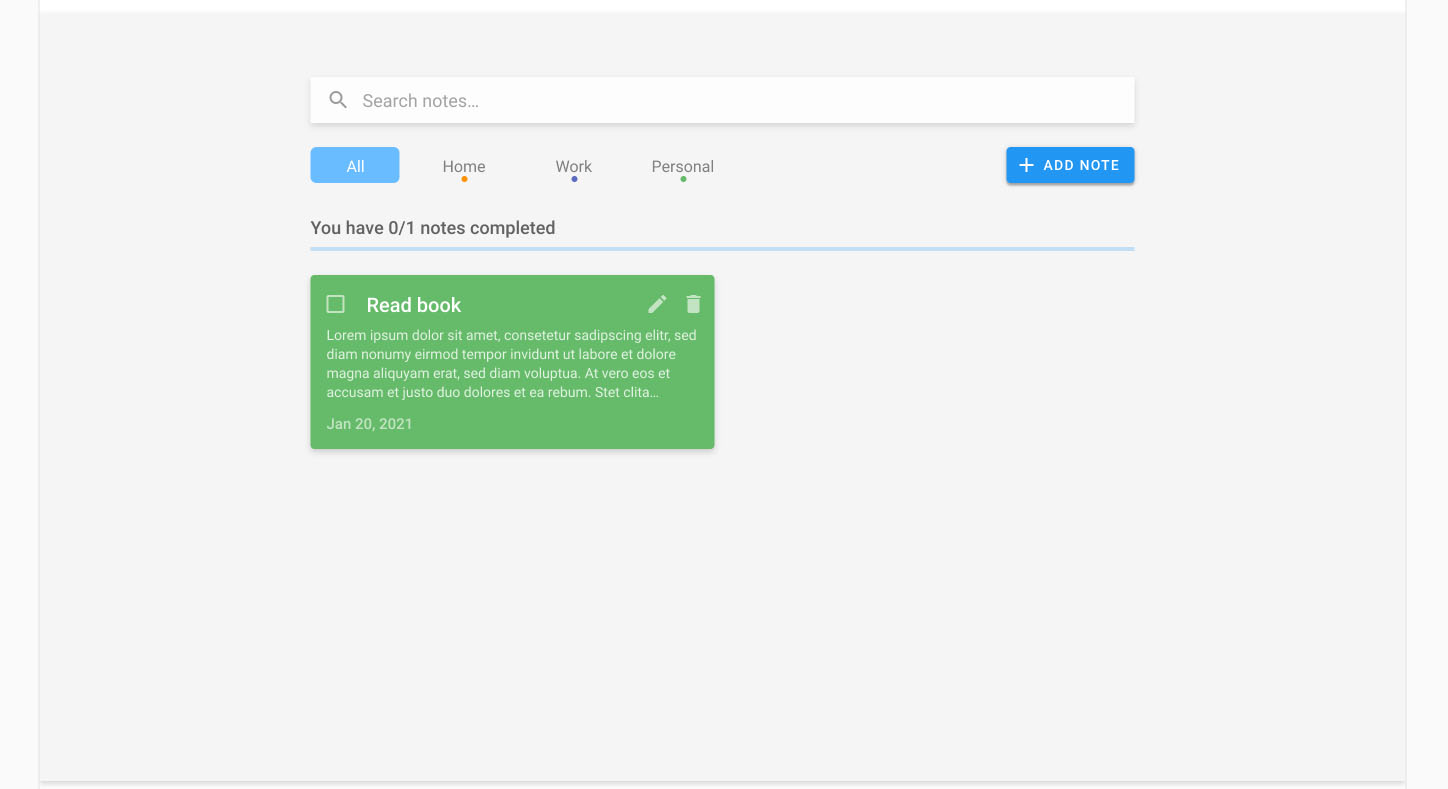 Search notes…
All Home Work Personal ADD NOTE
You have 0/1 notes completed
Read book
Lorem ipsum dolor sit amet, consetetur sadipscing elitr, sed
diam nonumy eirmod tempor invidunt ut labore et dolore
magna aliquyam erat, sed diam voluptua. At vero eos et
accusam et justo duo dolores et ea rebum. Stet clita…
Jan 20, 2021